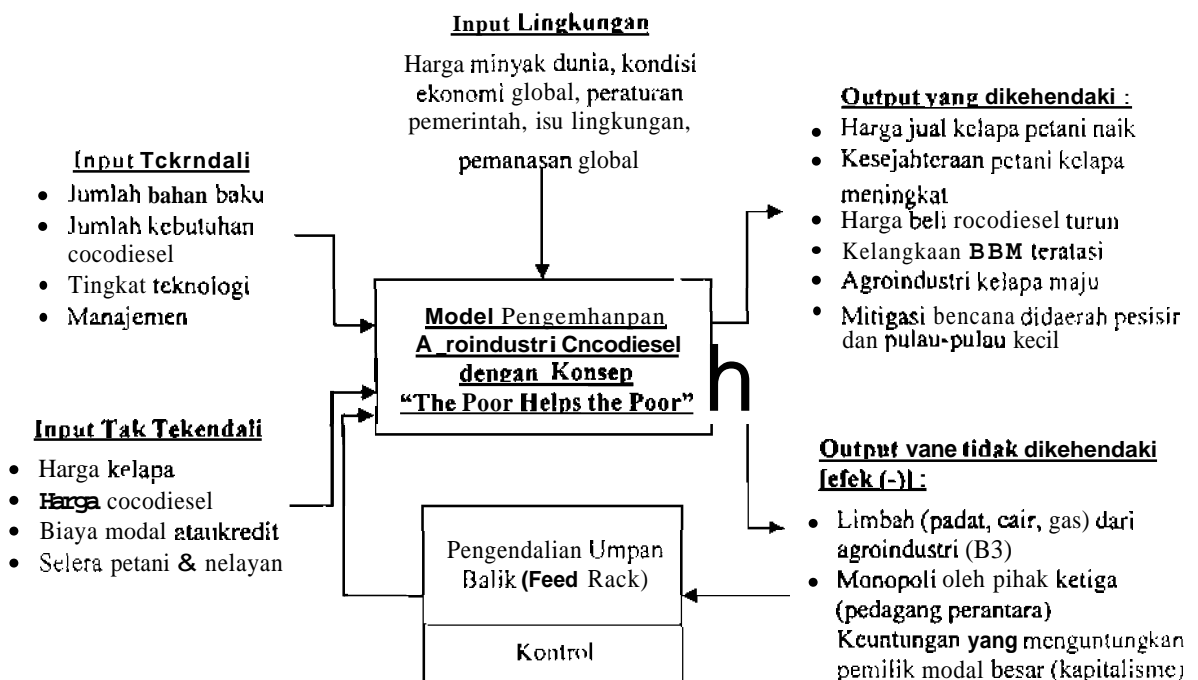 Input Lingkungan
Harga minyak dunia, kondisi
ekonomi global, peraturan
pemerintah, isu lingkungan,
pemanasan global
Input Tckrndali
• Jumlah bahan baku
• Jumlah kebutuhan
cocodiesel
• Tingkat teknologi
• Manajemen
Input Tak Tekendali
• Harga kelapa
• Harga cocodiesel
• Biaya modal ataukredit
• Selera petani & nelayan
Model Pengemhanpan
A_roindustri Cncodiesel
dengan Konsep
“The Poor Helps the Poor”
h
Pengendalian Umpan
Balik (Feed Rack)
Kontrol
Output yang dikehendaki :
• Harga jual kelapa petani naik
• Kesejahteraan petani kelapa
meningkat
• Harga beli rocodiesel turun
• Kelangkaan BBM teratasi
• Agroindustri kelapa maju
• Mitigasi bencana didaerah pesisir
dan pulau-pulau kecil
Output vane tidak dikehendaki
[efek (-)] :
• Limbah (padat, cair, gas) dari
agroindustri (B3)
• Monopoli oleh pihak ketiga
(pedagang perantara)
Keuntungan yang menguntungkan
pemilik modal besar (kapitalisme)